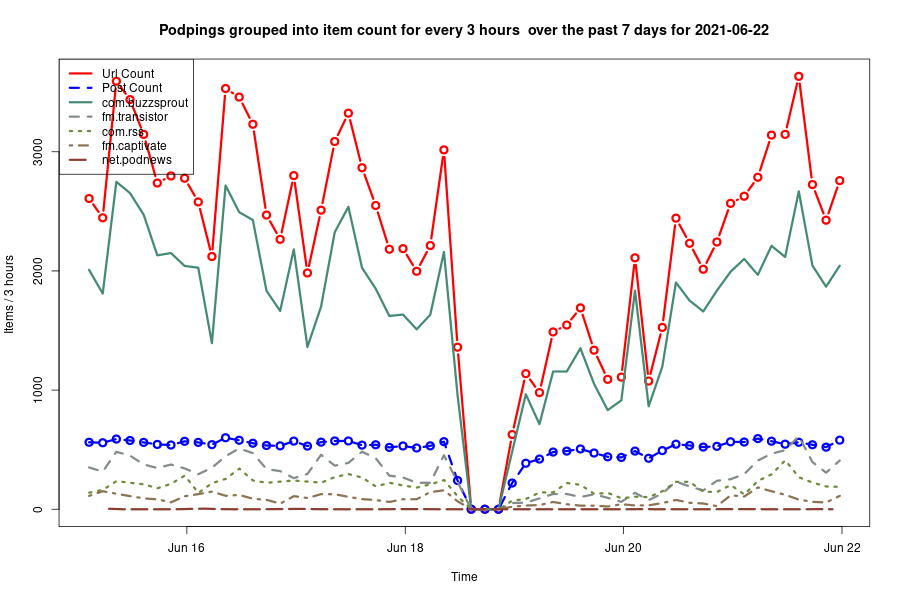 Podpings grouped into item count for every 3 hours  over the past 7 days for 2021-06-22
Url Count
Post Count
com.buzzsprout
fm.transistor
com.rss
fm.captivate
net.podnews
3000
2000
1000
0
Items / 3 hours
Jun 16
Jun 18
Jun 20
Jun 22
Time